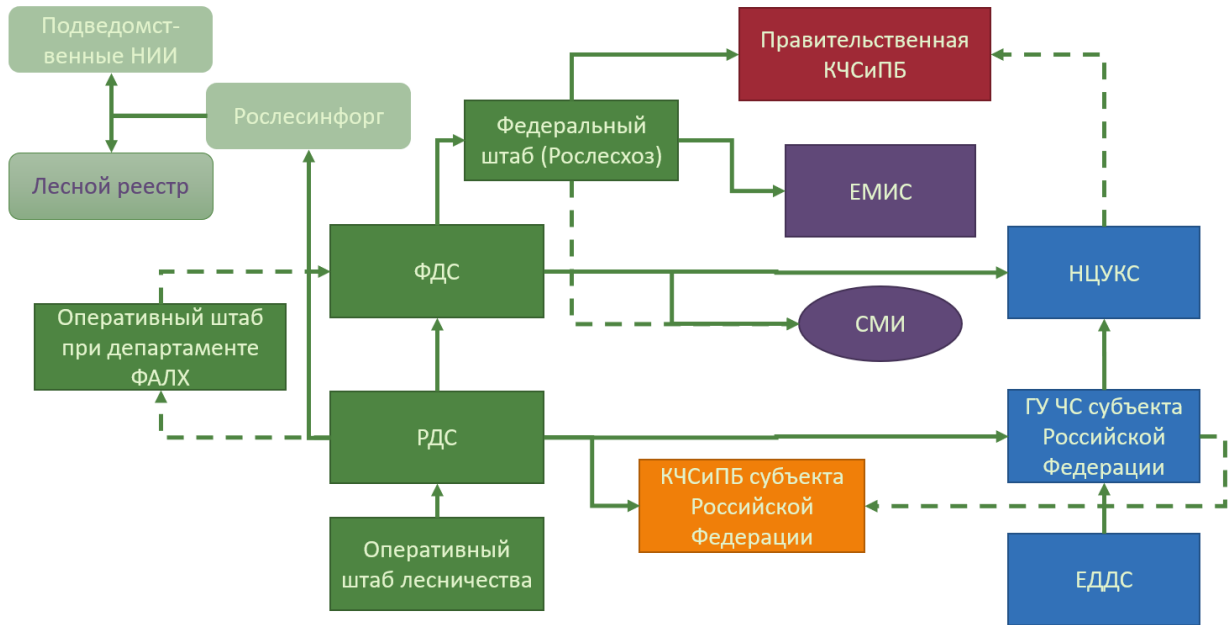 Подведомст-
венные НИИ
Правительственная
КЧСиПБ
Рослесинфорг
Федеральный
штаб (Рослесхоз)
Лесной реестр
ЕМИС
ФДС
НЦУКС
Оперативный штаб
при департаменте
ФАЛХ
СМИ
РДС
ГУ ЧС субъекта
Российской
Федерации
КЧСиПБ субъекта
Российской
Федерации
Оперативный
штаб лесничества
ЕДДС